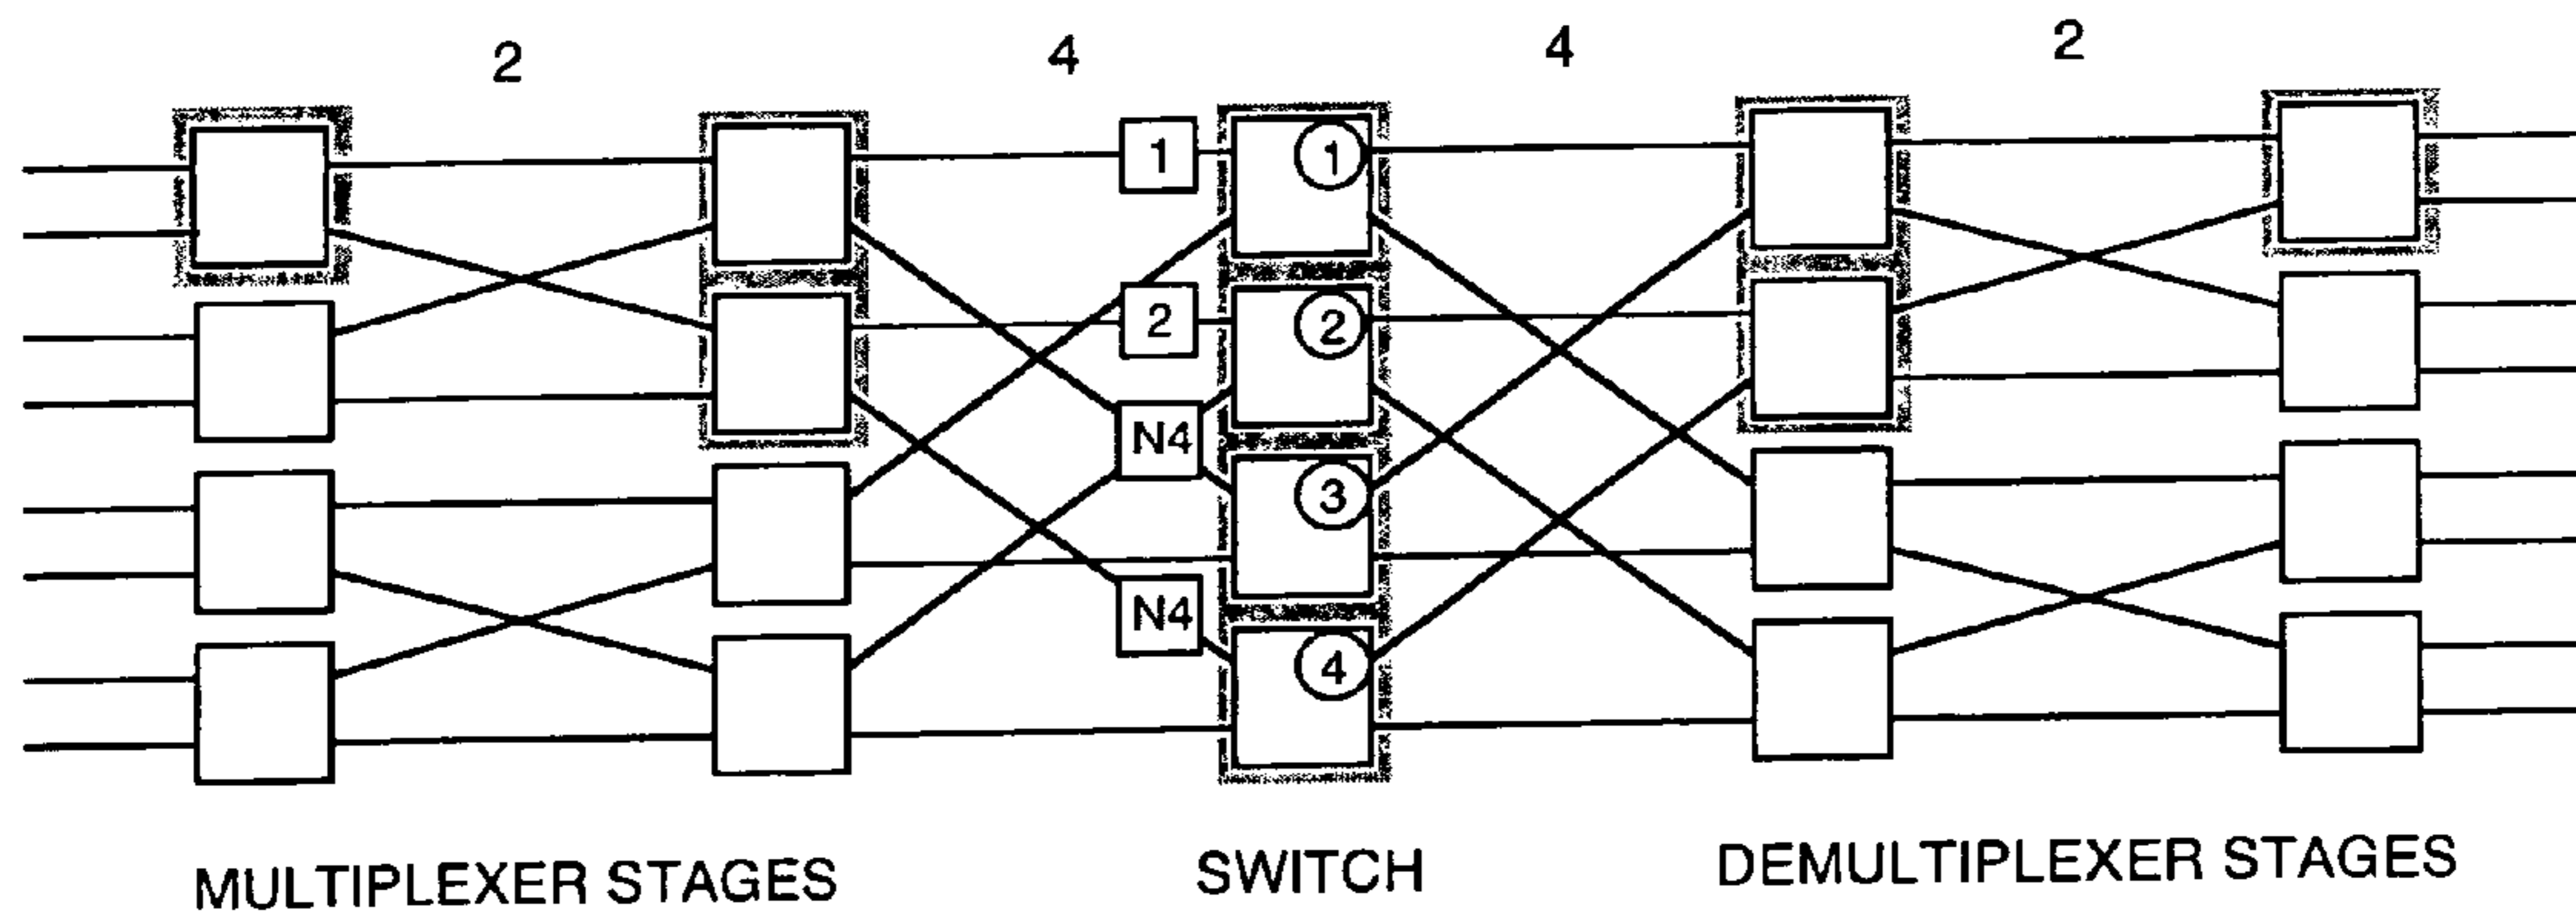 2 4 4 2
1 1
2 2
N4
3
N4
4
MULTIPLEXER STAGES SWITCH DEMULTIPLEXER STAGES